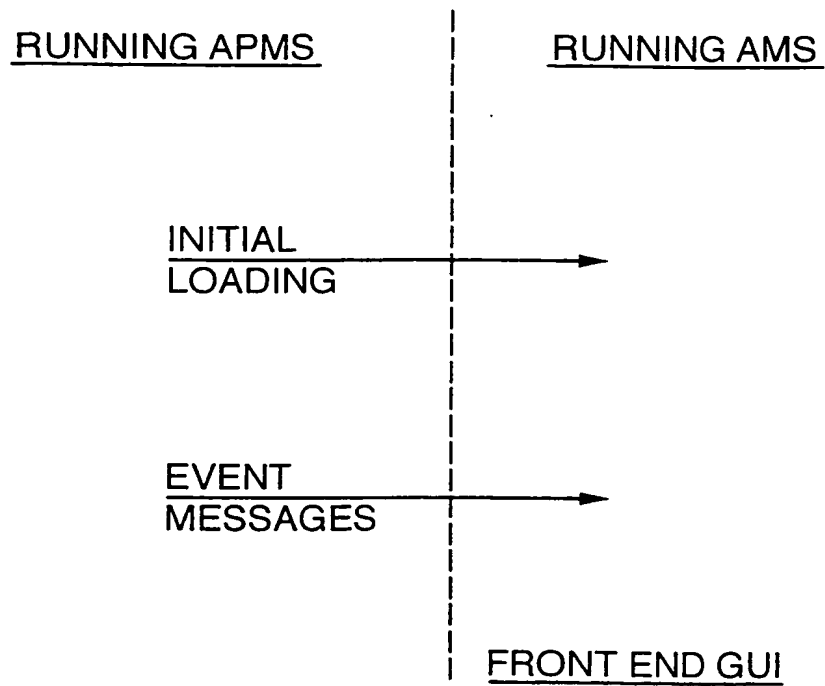 RUNNING APMS
RUNNING AMS
INITIAL
LOADING
EVENT
MESSAGES
FRONT END GUI